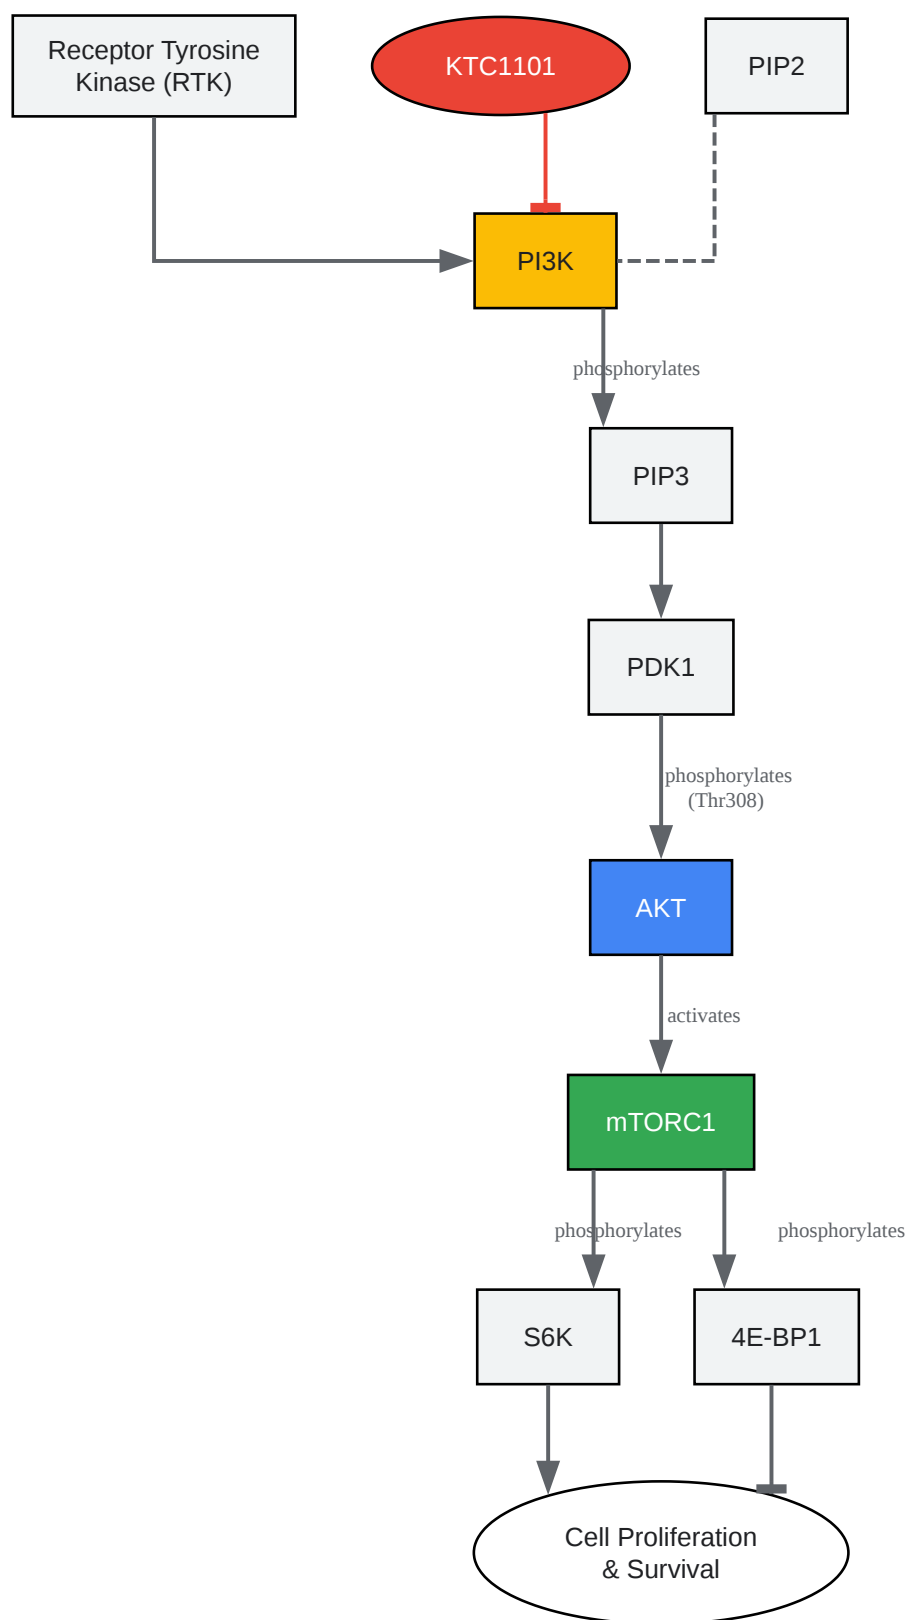 Receptor Tyrosine
Kinase (RTK)
KTC1101
PIP2
PI3K
phosphorylates
PIP3
PDK1
phosphorylates
(Thr308)
AKT
activates
mTORC1
phosphorylates
phosphorylates
S6K
4E-BP1
Cell Proliferation
& Survival